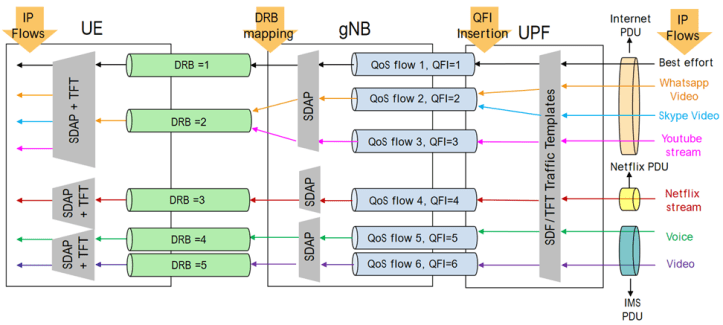 IP
Flows
UE
DRB
mapping
gNB
QFI
Insertion
UPF
Internet
PDU
IP
Flows
SDAP + TFT
DRB =1
DRB =2
SDAP
QoS flow 1, QFI=1
QoS flow 2, QFI=2
QoS flow 3, QFI=3
SDF/TFT Traffic Templates
Best effort
Whatsapp
Video
Skype Video
Youtube
stream
Netflix PDU
SDAP
+ TFT
DRB =3
SDAP
QoS flow 4, QFI=4
Netflix
stream
SDAP
+ TFT
DRB =4
DRB =5
SDAP
QoS flow 5, QFI=5
QoS flow 6, QFI=6
Voice
Video
IMS
PDU